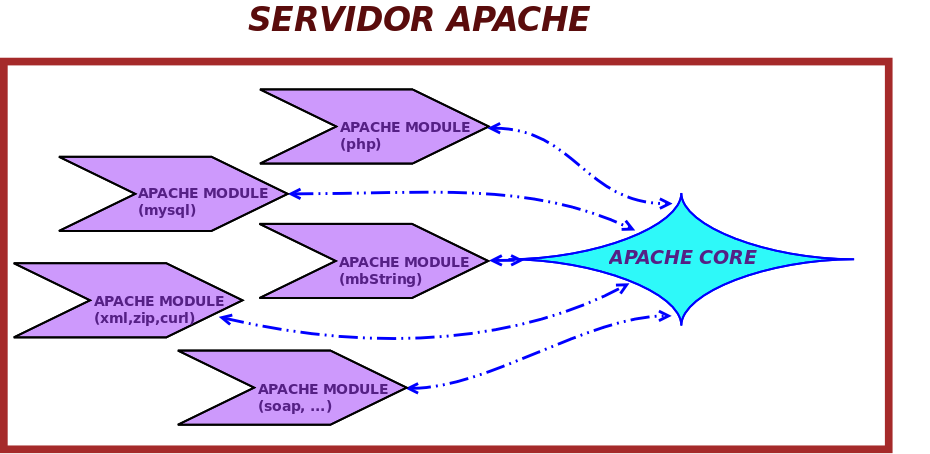 SERVIDOR APACHE
APACHE MODULE
(php)
APACHE MODULE
(mysql)
APACHE MODULE
(mbString)
APACHE CORE
APACHE MODULE
(xml,zip,curl)
APACHE MODULE
(soap, ...)